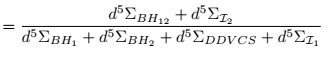 = \frac{d^5\Sigma_{BH_{12}} + d^5\Sigma_{\mathcal{I}_2}}{d^5\Sigma_{BH_1} + d^5\Sigma_{BH_2} + d^5\Sigma_{DDVCS} + d^5\Sigma_{\mathcal{I}_1}}